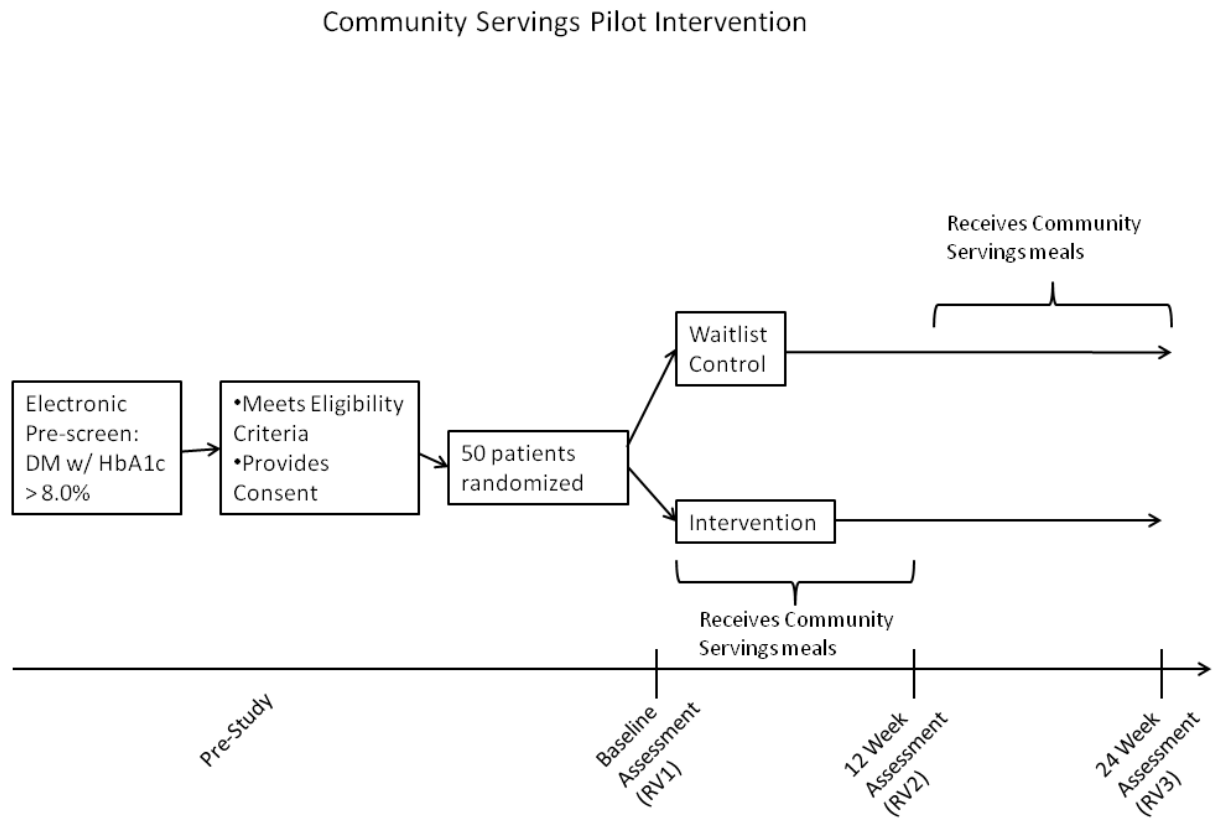 Community Servings Pilot Intervention
Receives Community
Servings meals
Waitlist
Control
Electronic
Pre-screen:
DM w/ HbA1c
>8.0%
•Meets Eligibility
Criteria
•Provides
Consent
50 patients
randomized
Intervention
Receives Community
Servings meals
Pre-Study
Baseline
Assessment
(RV1)
12 Week
Assessment
(RV2)
24 Week
Assessment
(RV3)